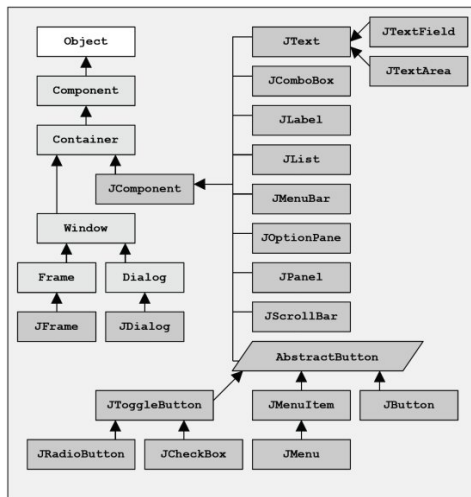 Object
Component
Container
JComponent
Window
Frame
Dialog
JFrame
JDialog
JText
JTextField
JTextArea
JComboBox
JLabel
JList
JMenuBar
JOptionPane
JPanel
JScrollBar
AbstractButton
JToggleButton
JMenuItem
JButton
JRadioButton
JCheckBox
JMenu